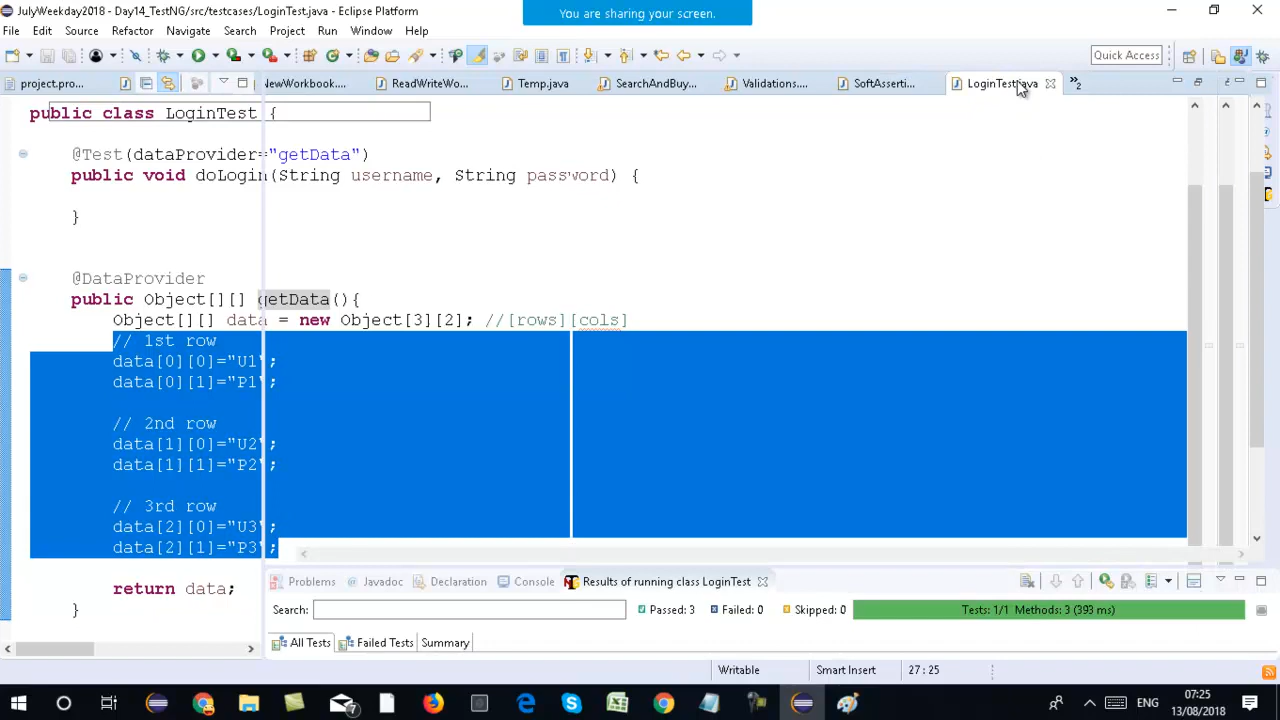 JulyWeekday2018 - Day14_TestNG/src/testcases/LoginTest.java - Eclipse Platform
You are sharing your screen.
File Edit Source Refactor Navigate Search Project Run Window Help
Quick Access
project.pro... NewWorkbook.... ReadWriteWo... Temp.java SearchAndBuy... Validations.... SoftAsserti... LoginTest.java »2
public class LoginTest {
@Test(dataProvider="getData")
public void doLogin(String username, String password) {
}
@DataProvider
public Object[][] getData(){
Object[][] data = new Object[3][2]; //[rows][cols]
// 1st row
data[0][0]="U1";
data[0][1]="P1";
// 2nd row
data[1][0]="U2";
data[1][1]="P2";
// 3rd row
data[2][0]="U3";
data[2][1]="P3";
return data;
}
Problems @ Javadoc Declaration Console Results of running class LoginTest
Search: Passed: 3 Failed: 0 Skipped: 0 Tests: 1/1 Methods: 3 (393 ms)
All Tests Failed Tests Summary
Writable Smart Insert 27 : 25
7 ENG 07:25
13/08/2018